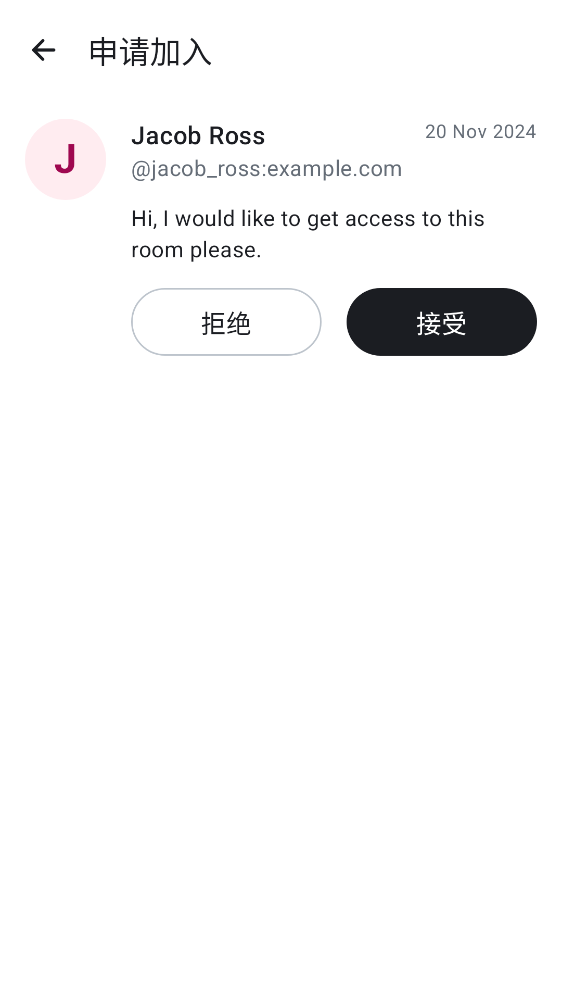 申请加入
J
Jacob Ross
20 Nov 2024
@jacob_ross:example.com
Hi, I would like to get access to this
room please.
拒绝
接受